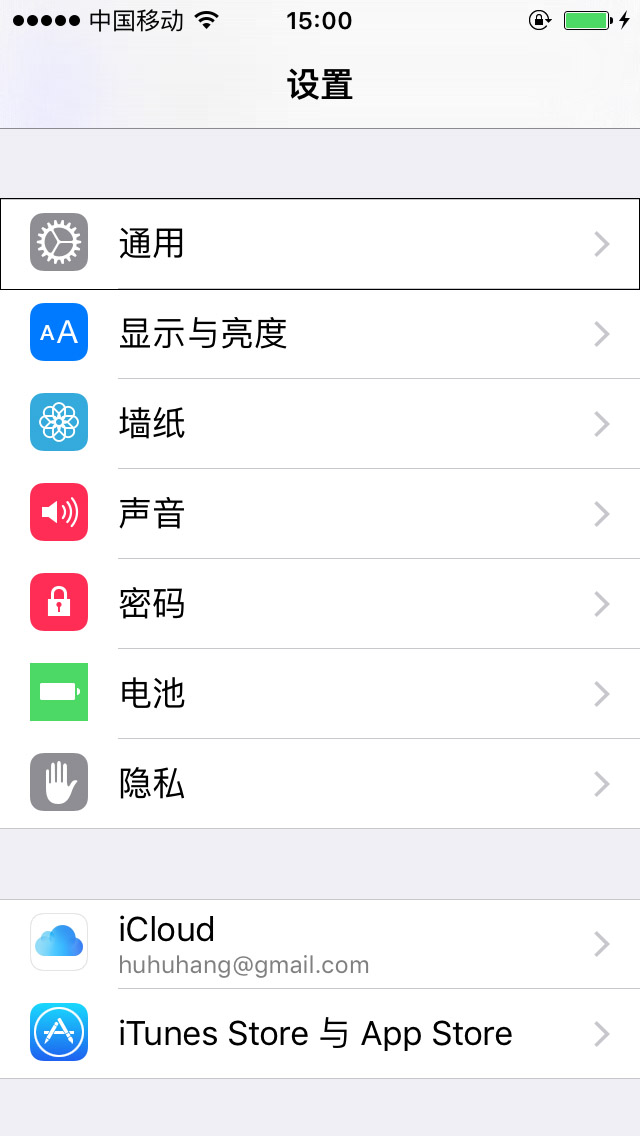 中国移动 15:00
设置
通用
AA 显示与亮度
墙纸
声音
密码
电池
隐私
iCloud
huhuhang@gmail.com
iTunes Store 与 App Store